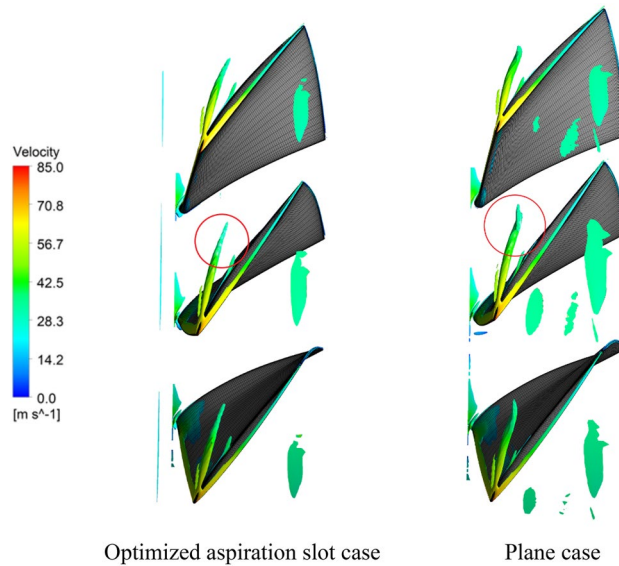 Velocity
85.0
70.8
56.7
42.5
28.3
14.2
0.0
[m s^-1]
Optimized aspiration slot case
Plane case